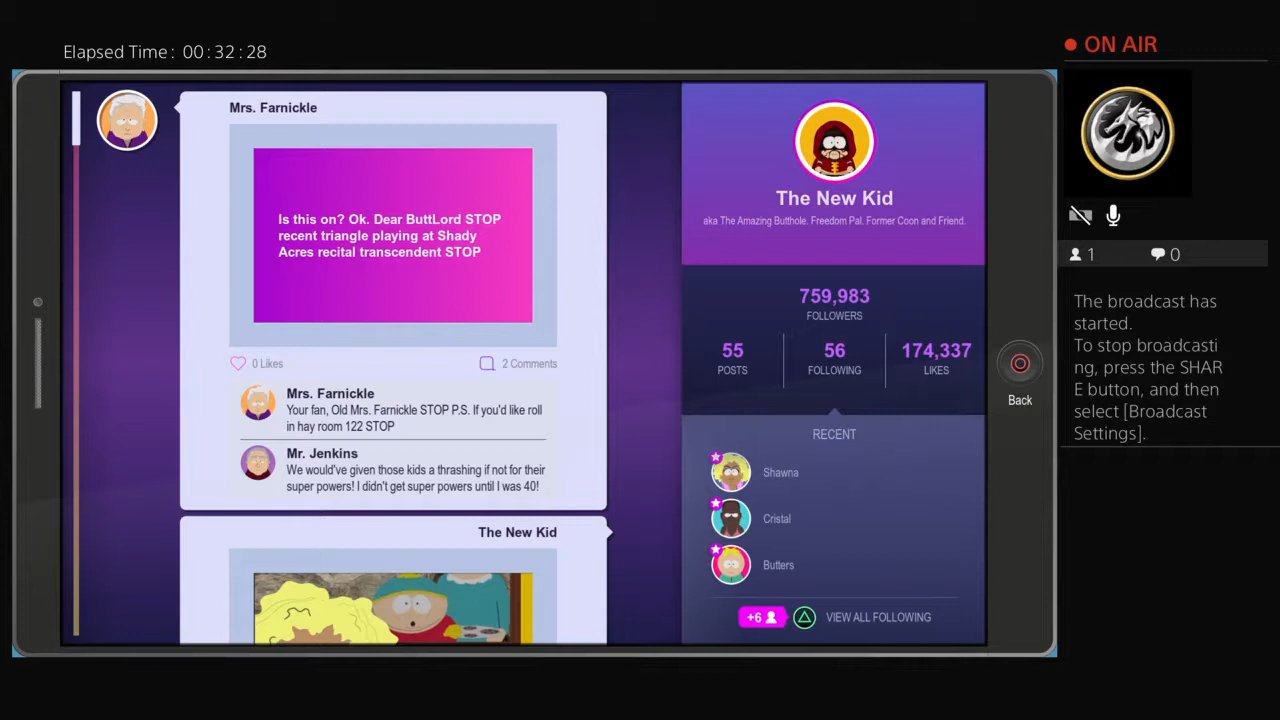 Elapsed Time: 00:32:28
ON AIR
Mrs. Farnickle
Is this on? Ok. Dear ButtLord STOP
recent triangle playing at Shady
Acres recital transcendent STOP
0 Likes
2 Comments
Mrs. Farnickle
Your fan, Old Mrs. Farnickle STOP P.S. If you'd like roll
in hay room 122 STOP
Mr. Jenkins
We would've given those kids a thrashing if not for their
super powers! I didn't get super powers until I was 40!
The New Kid
The New Kid
aka The Amazing Butthole. Freedom Pal. Former Coon and Friend.
759,983
FOLLOWERS
55
POSTS
56
FOLLOWING
174,337
LIKES
RECENT
Shawna
Cristal
Butters
+6
VIEW ALL FOLLOWING
Back
1
0
The broadcast has
started.
To stop broadcasti
ng, press the SHAR
E button, and then
select [Broadcast
Settings].